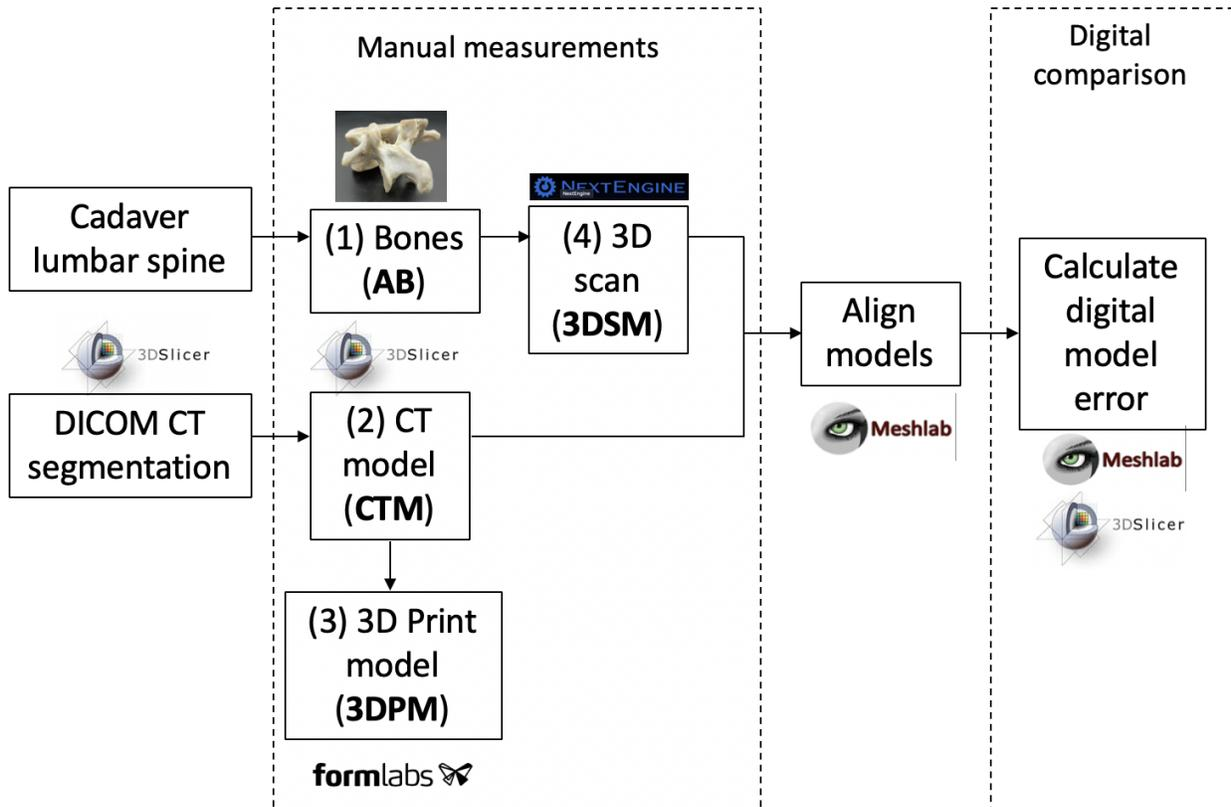 Manual measurements
Digital
comparison
Cadaver
lumbar spine
(1) Bones
(AB)
NEXTENGINE
NextEngine
(4) 3D
scan
(3DSM)
3DSlicer
3DSlicer
DICOM CT
segmentation
(2) CT
model
(CTM)
(3) 3D Print
model
(3DPM)
formlabs
Align
models
Meshlab
Calculate
digital
model
error
Meshlab
3DSlicer